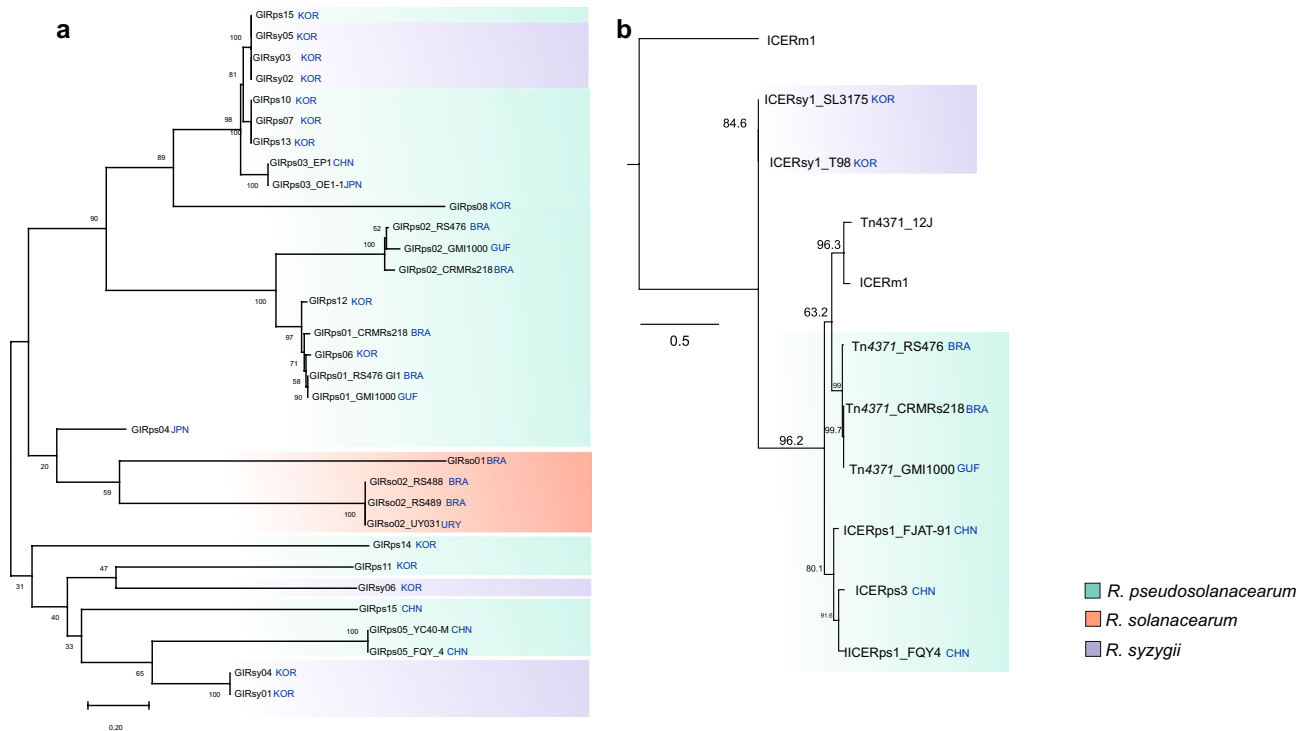 a
GIRps15 KOR
100
GIRsy05 KOR
GIRsy03 KOR
81
GIRsy02 KOR
GIRps10 KOR
98
GIRps07 KOR
100
GIRps13 KOR
89
GIRps03_EP1 CHN
100
GIRps03_OE1-1 JPN
GIRps08 KOR
90
52
GIRps02_RS476 BRA
100
GIRps02_GMI1000 GUF
GIRps02_CRMRs218 BRA
100
GIRps12 KOR
97
GIRps01_CRMRs218 BRA
71
GIRps06 KOR
58
GIRps01_RS476 GI1 BRA
90
GIRps01_GMI1000 GUF
GIRps04 JPN
20
GIRso01 BRA
59
GIRso02_RS488 BRA
GIRso02_RS489 BRA
100
GIRso02_UY031 URY
GIRps14 KOR
31
47
GIRps11 KOR
GIRsy06 KOR
40
GIRps15 CHN
33
100
GIRps05_YC40-M CHN
GIRps05_FQY_4 CHN
65
GIRsy04 KOR
100
GIRsy01 KOR
0,20
b
ICERm1
ICERsy1_SL3175 KOR
84.6
ICERsy1_T98 KOR
Tn4371_12J
96.3
ICERm1
63.2
0.5
Tn4371_RS476 BRA
99
Tn4371_CRMRs218 BRA
99.7
96.2
Tn4371_GMI1000 GUF
ICERps1_FJAT-91 CHN
80.1
ICERps3 CHN
91.6
IICERps1_FQY4 CHN
R. pseudosolanacearum
R. solanacearum
R. syzygii